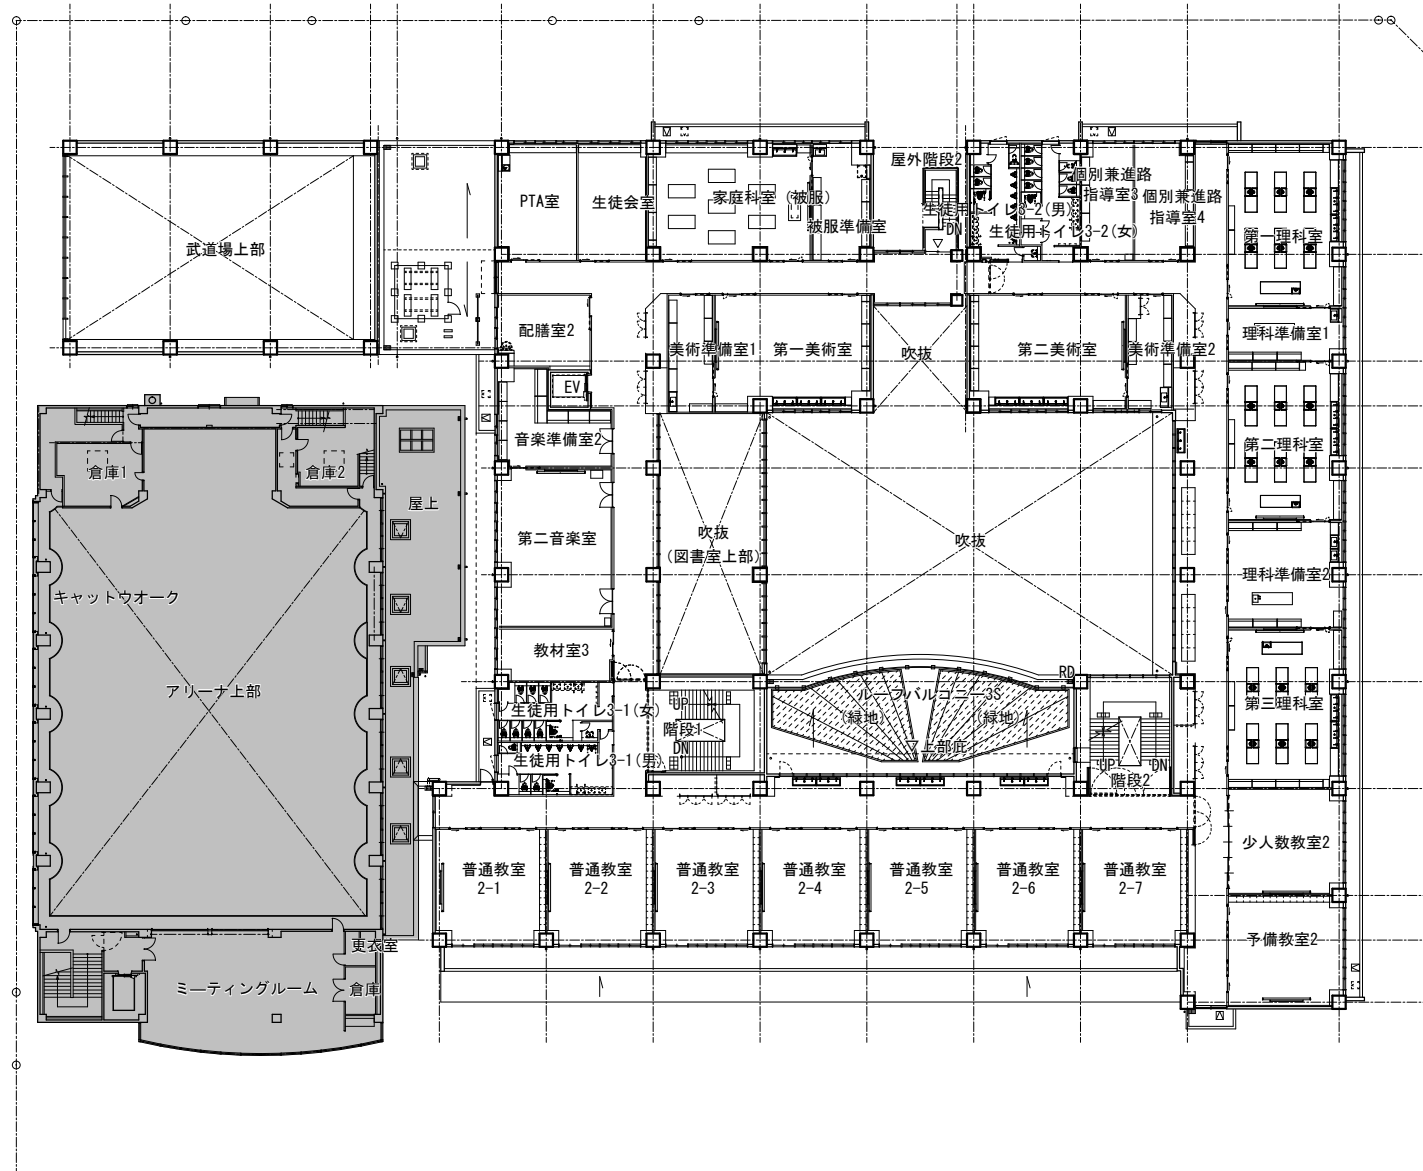 屋外階段2
個別兼進路
指導室3
個別兼進路
指導室4
PTA室
生徒会室
家庭科室（被服）
被服準備室
生徒用トイレ3-2(男)
DN
生徒用トイレ3-2(女)
第一理科室
武道場上部
配膳室2
美術準備室1
第一美術室
吹抜
第二美術室
美術準備室2
理科準備室1
EV
音楽準備室2
第二理科室
倉庫1
倉庫2
屋上
第二音楽室
吹抜
(図書室上部)
吹抜
理科準備室2
キャットウオーク
教材室3
アリーナ上部
RD
ルーフバルコニー3S
(緑地)
(緑地)
▽上部庇
第三理科室
生徒用トイレ3-1(女)
UP
階段1
DN
生徒用トイレ3-1(男)
UP
DN
階段2
少人数教室2
普通教室
2-1
普通教室
2-2
普通教室
2-3
普通教室
2-4
普通教室
2-5
普通教室
2-6
普通教室
2-7
予備教室2
更衣室
ミーティングルーム
倉庫